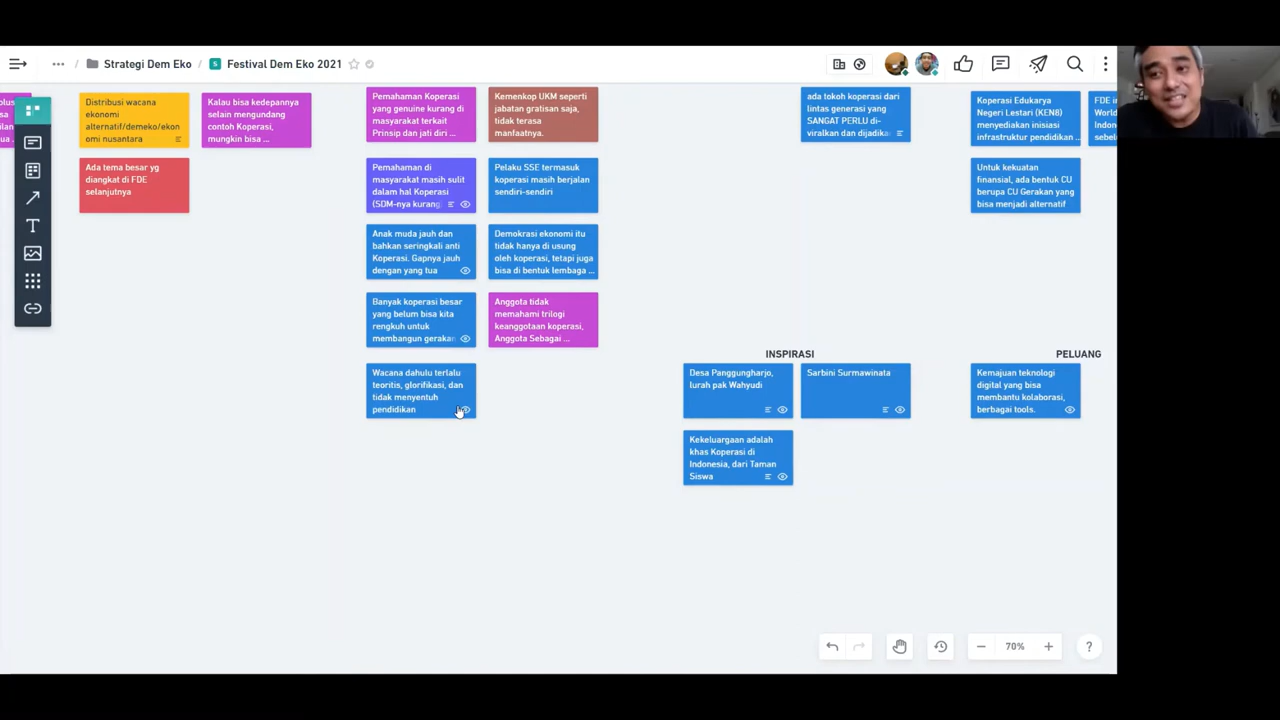 ...
Strategi Dem Eko
/
Festival Dem Eko 2021
Distribusi wacana
ekonomi
alternatif/demeko/ekon
omi nusantara
Kalau bisa kedepannya
selain mengundang
contoh Koperasi,
mungkin bisa ...
Ada tema besar yg
diangkat di FDE
selanjutnya
Pemahaman Koperasi
yang genuine kurang di
masyarakat terkait
Prinsip dan jati diri ...
Kemenkop UKM seperti
jabatan gratisan saja,
tidak terasa
manfaatnya.
Pemahaman di
masyarakat masih sulit
dalam hal Koperasi
(SDM-nya kurang
Pelaku SSE termasuk
koperasi masih berjalan
sendiri-sendiri
Anak muda jauh dan
bahkan seringkali anti
Koperasi. Gapnya jauh
dengan yang tua
Demokrasi ekonomi itu
tidak hanya di usung
oleh koperasi, tetapi juga
bisa di bentuk lembaga ...
Banyak koperasi besar
yang belum bisa kita
rengkuh untuk
membangun gerakan
Anggota tidak
memahami trilogi
keanggotaan koperasi,
Anggota Sebagai ...
Wacana dahulu terlalu
teoritis, glorifikasi, dan
tidak menyentuh
pendidikan
ada tokoh koperasi dari
lintas generasi yang
SANGAT PERLU di-
viralkan dan dijadika
INSPIRASI
Desa Panggungharjo,
lurah pak Wahyudi
Sarbini Surmawinata
Kekeluargaan adalah
khas Koperasi di
Indonesia, dari Taman
Siswa
Koperasi Edukarya
Negeri Lestari (KEN8)
menyediakan inisiasi
infrastruktur pendidikan ...
Untuk kekuatan
finansial, ada bentuk CU
berupa CU Gerakan yang
bisa menjadi alternatif
PELUANG
Kemajuan teknologi
digital yang bisa
membantu kolaborasi,
berbagai tools.
70%
?